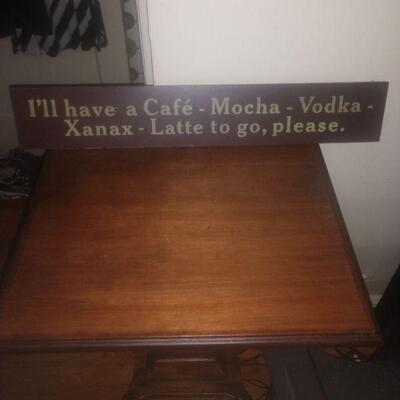 I'll have a Café - Mocha - Vodka -
Xanax - Latte to go, please.